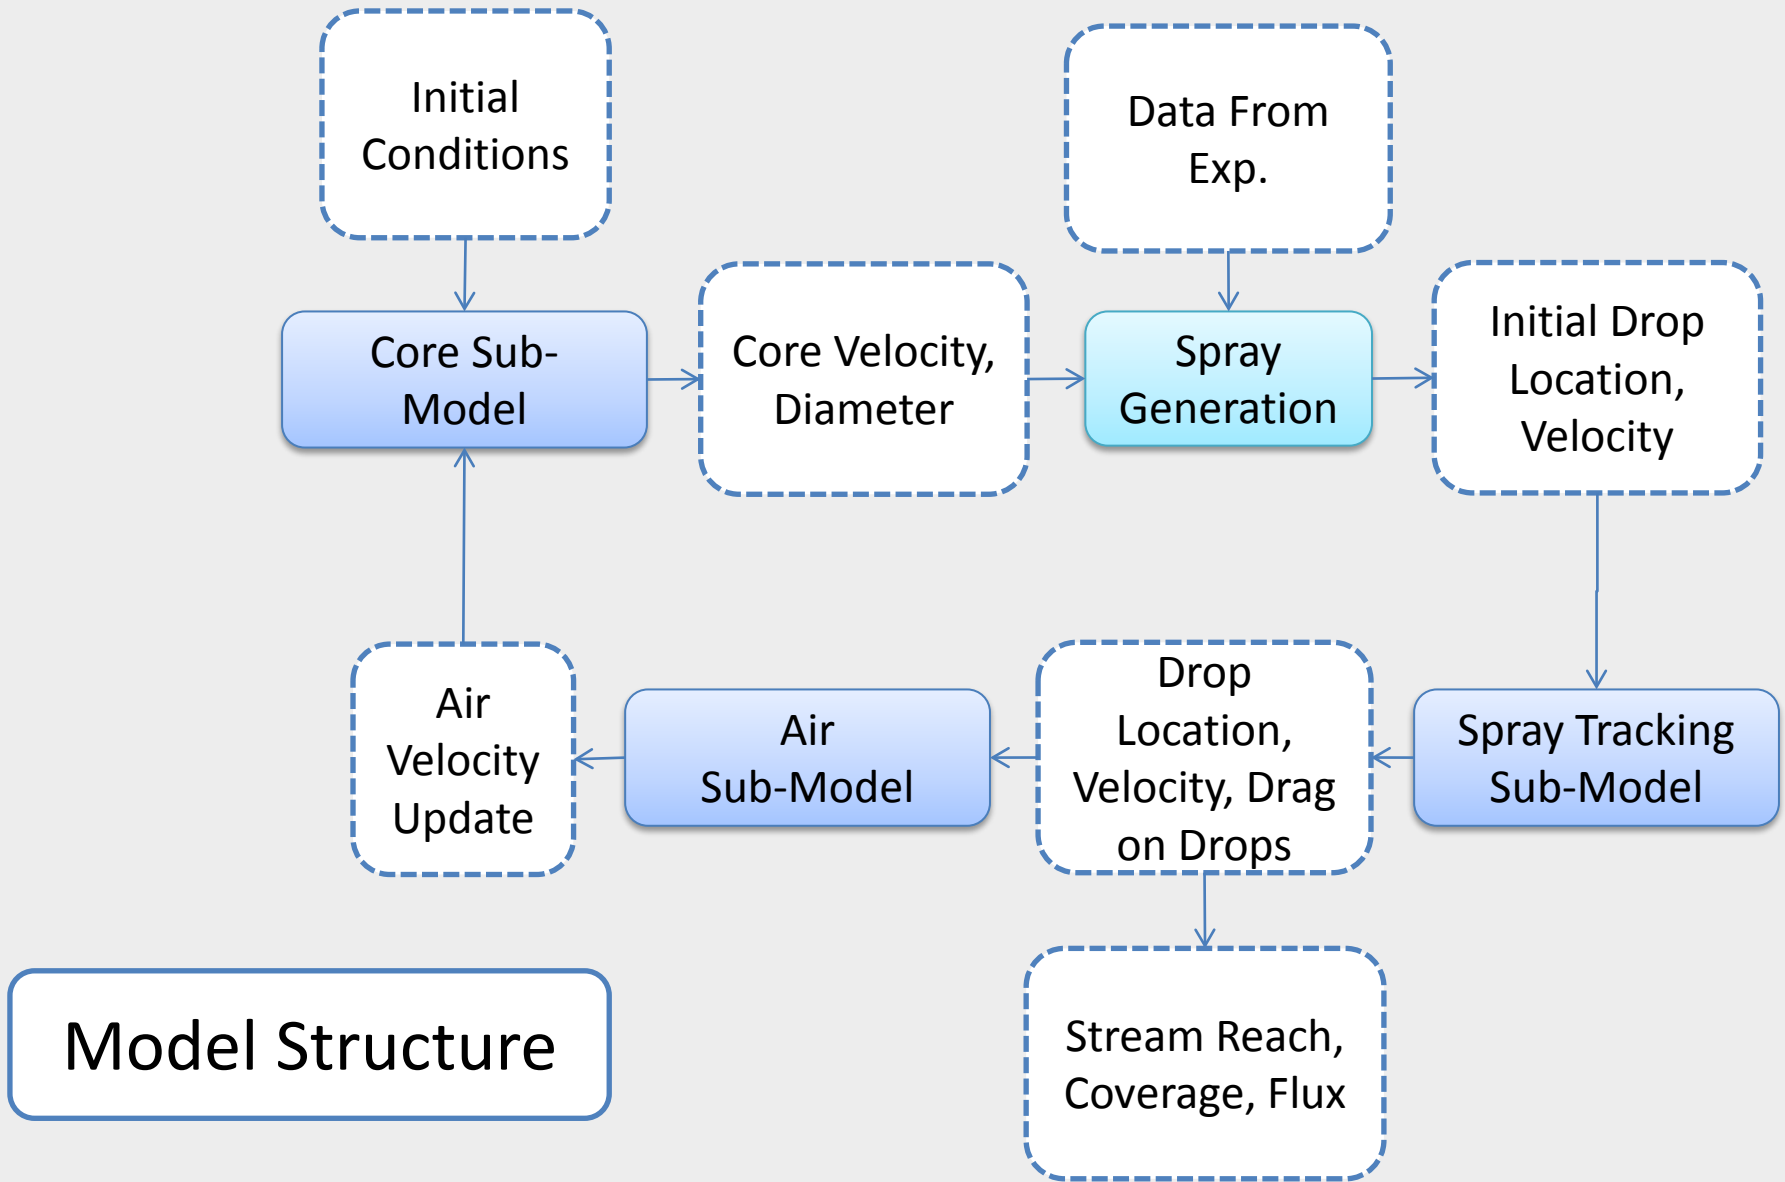 Initial
Conditions
Data From
Exp.
Core Sub-
Model
Core Velocity,
Diameter
Spray
Generation
Initial Drop
Location,
Velocity
Air
Velocity
Update
Air
Sub-Model
Drop
Location,
Velocity, Drag
on Drops
Spray Tracking
Sub-Model
Model Structure
Stream Reach,
Coverage, Flux